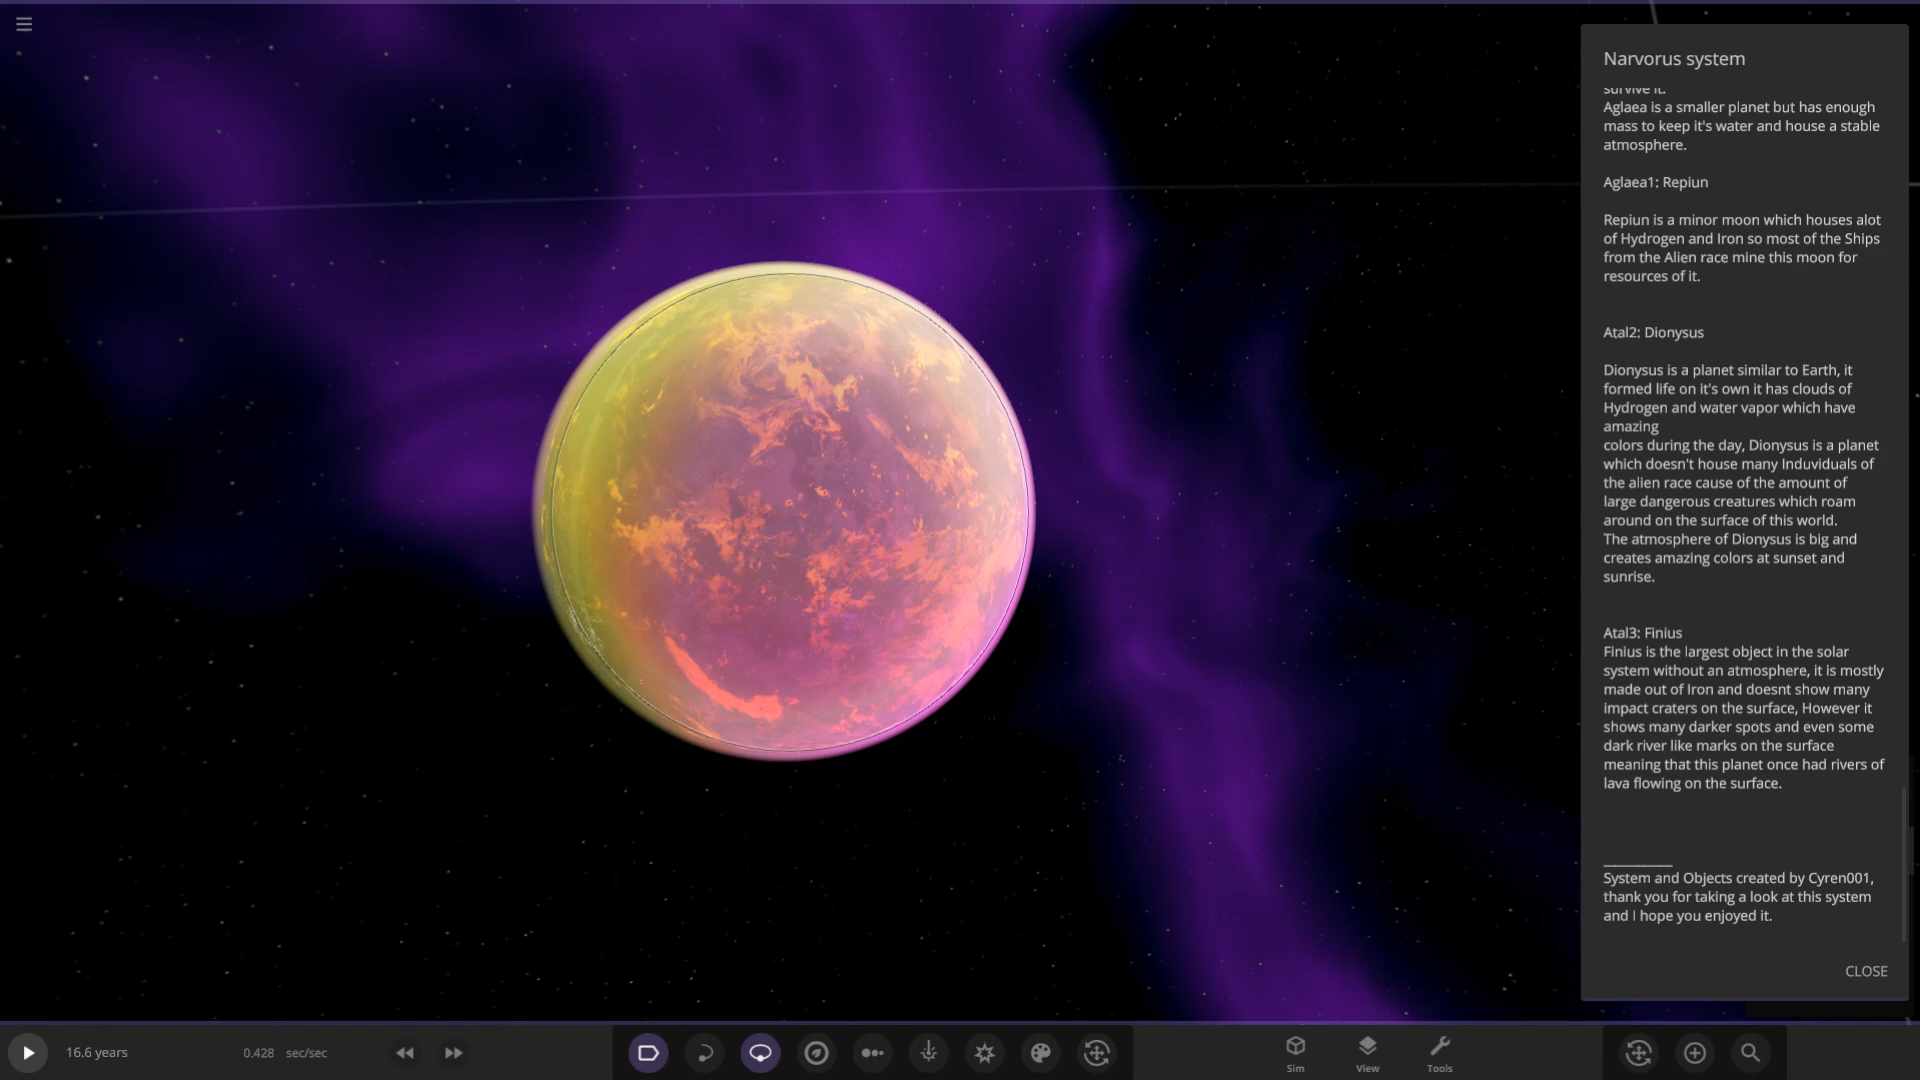 Narvorus system
survive it.
Aglaea is a smaller planet but has enough
mass to keep it's water and house a stable
atmosphere.
Aglaea1: Repiun
Repiun is a minor moon which houses alot
of Hydrogen and Iron so most of the Ships
from the Alien race mine this moon for
resources of it.
Atal2: Dionysus
Dionysus is a planet similar to Earth, it
formed life on it's own it has clouds of
Hydrogen and water vapor which have
amazing
colors during the day, Dionysus is a planet
which doesn't house many Induviduals of
the alien race cause of the amount of
large dangerous creatures which roam
around on the surface of this world.
The atmosphere of Dionysus is big and
creates amazing colors at sunset and
sunrise.
Atal3: Finius
Finius is the largest object in the solar
system without an atmosphere, it is mostly
made out of Iron and doesnt show many
impact craters on the surface, However it
shows many darker spots and even some
dark river like marks on the surface
meaning that this planet once had rivers of
lava flowing on the surface.
__________
System and Objects created by Cyren001,
thank you for taking a look at this system
and I hope you enjoyed it.
CLOSE
16.6 years
0.428 sec/sec
Sim
View
Tools